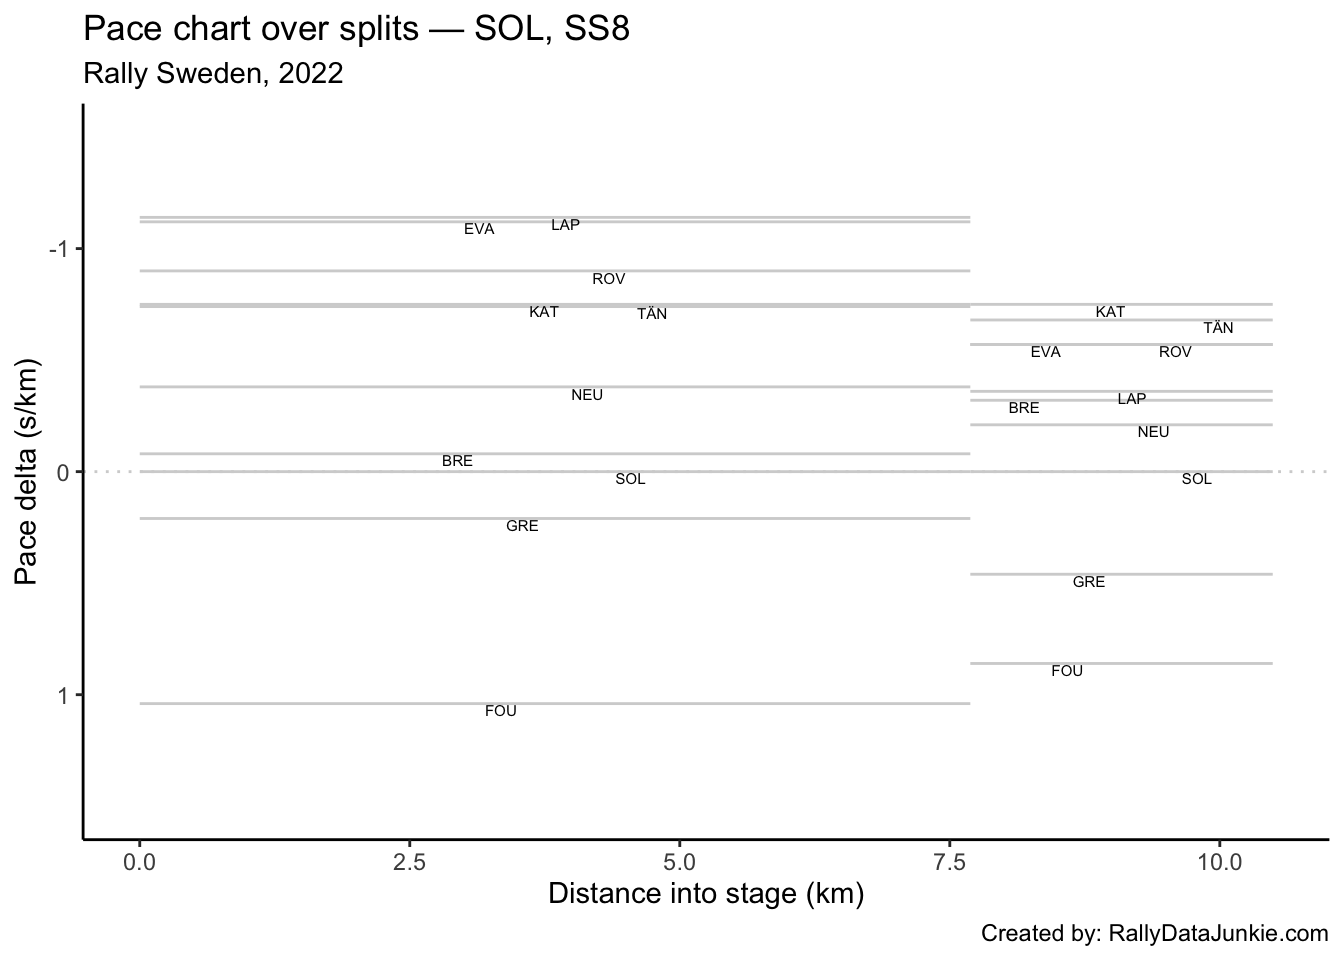 Pace chart over splits — SOL, SS8
Rally Sweden, 2022
Pace delta (s/km)
-1
0
1
EVA
LAP
ROV
KAT
TÄN
NEU
BRE
SOL
GRE
FOU
KAT
TÄN
EVA
ROV
LAP
BRE
NEU
SOL
GRE
FOU
0.0 2.5 5.0 7.5 10.0
Distance into stage (km)
Created by: RallyDataJunkie.com